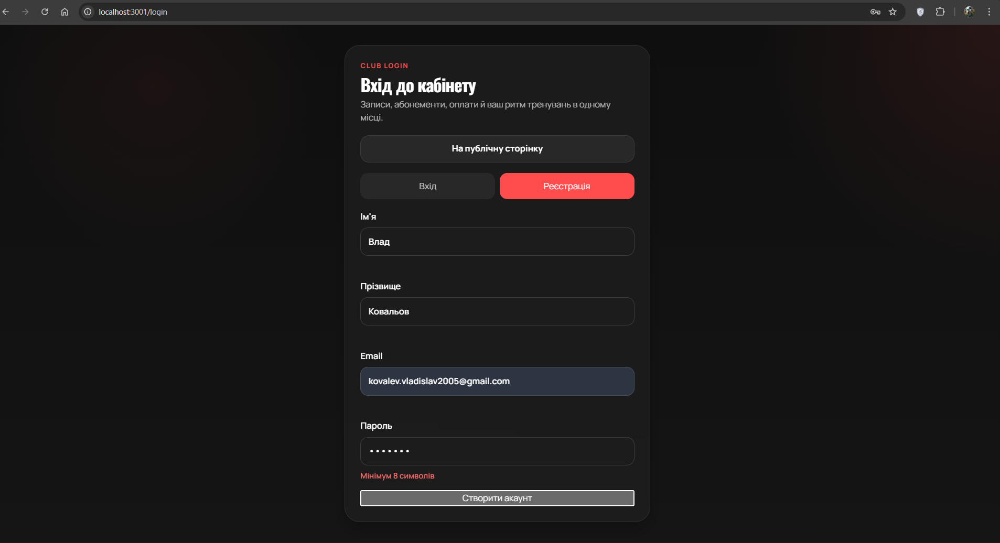 localhost:3001/login
CLUB LOGIN
Вхід до кабінету
Записи, абонементи, оплати й ваш ритм тренувань в одному
місці.
На публічну сторінку
Вхід
Реєстрація
Ім'я
Влад
Прізвище
Ковальов
Email
kovalev.vladislav2005@gmail.com
Пароль
•••••••
Мінімум 8 символів
Створити акаунт